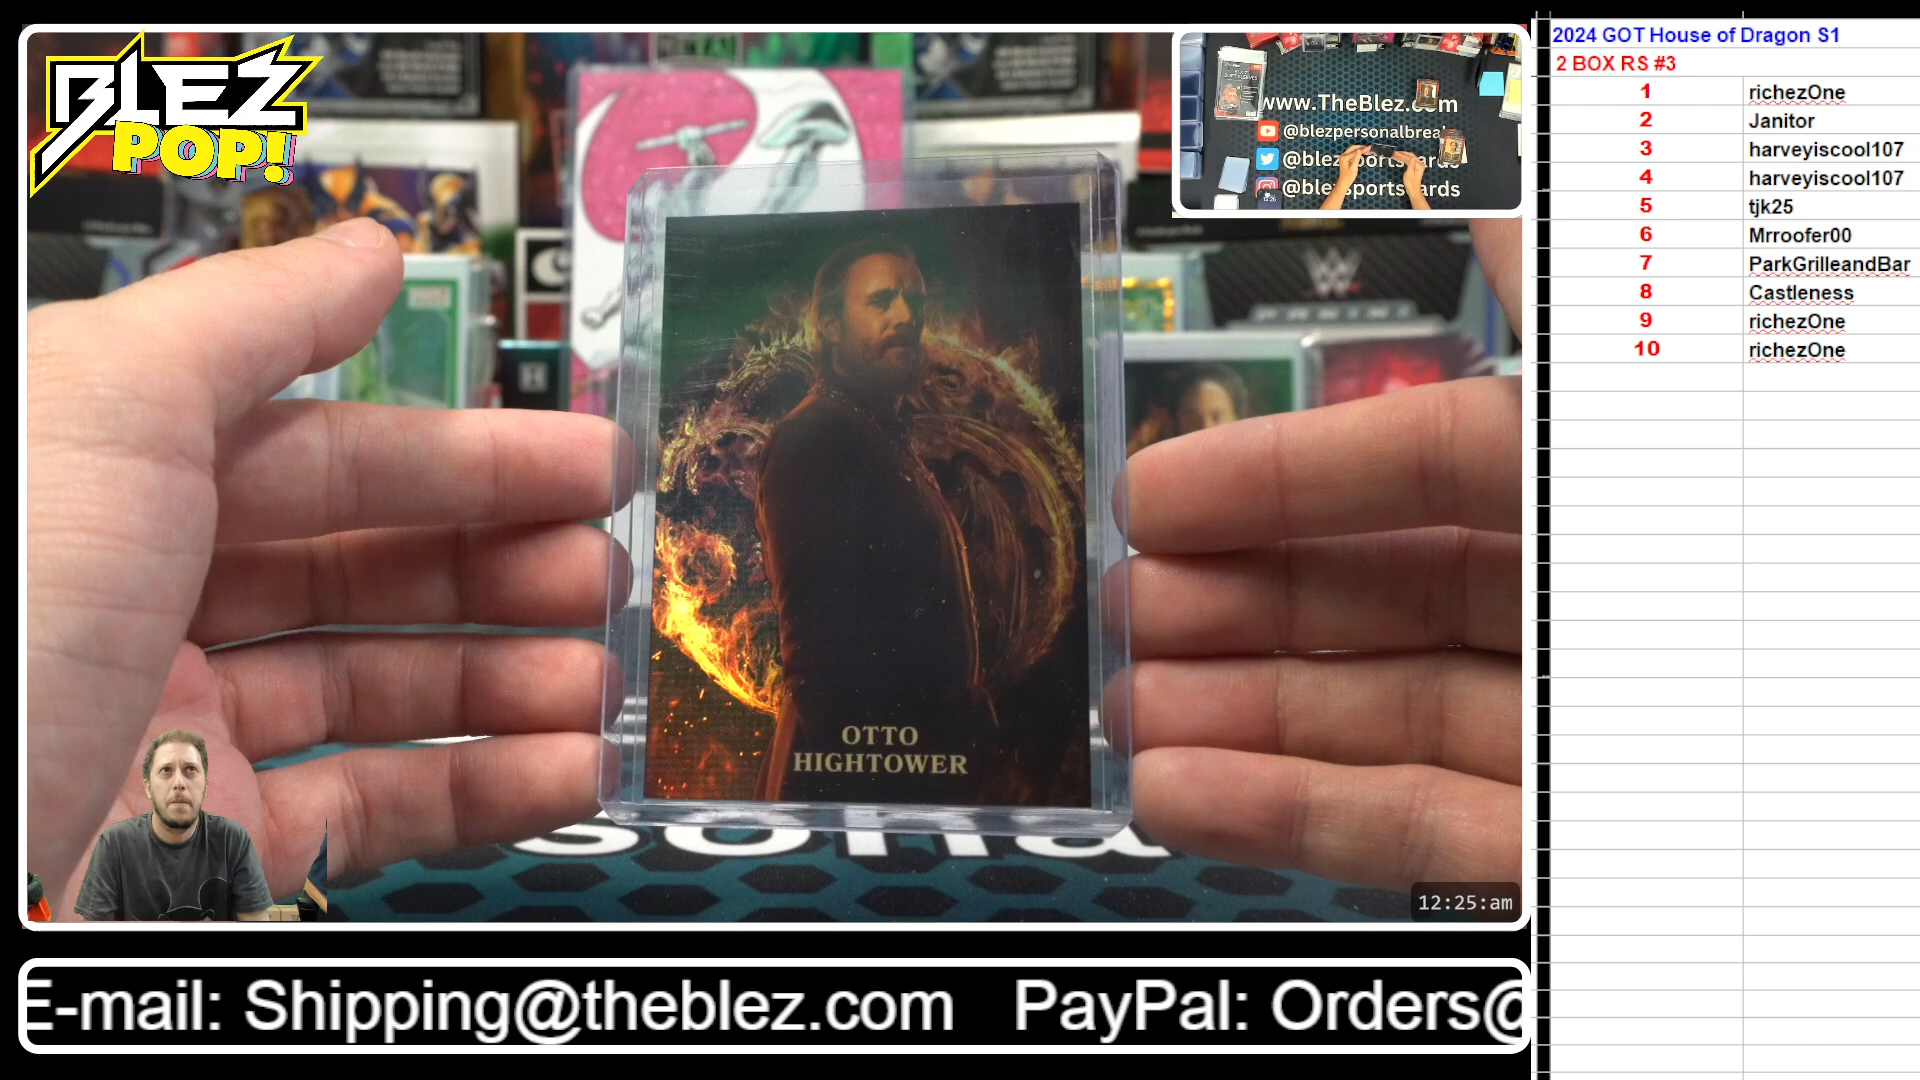 BLEZ
POP!
OTTO
HIGHTOWER
www.TheBlez.com
@blezpersonalbrea
@blezsportscards
@blezsportscards
12:25:am
E-mail: Shipping@theblez.com PayPal: Orders@
2024 GOT House of Dragon S1
2 BOX RS #3
1 richezOne
2 Janitor
3 harveyiscool107
4 harveyiscool107
5 tjk25
6 Mrroofer00
7 ParkGrilleandBar
8 Castleness
9 richezOne
10 richezOne